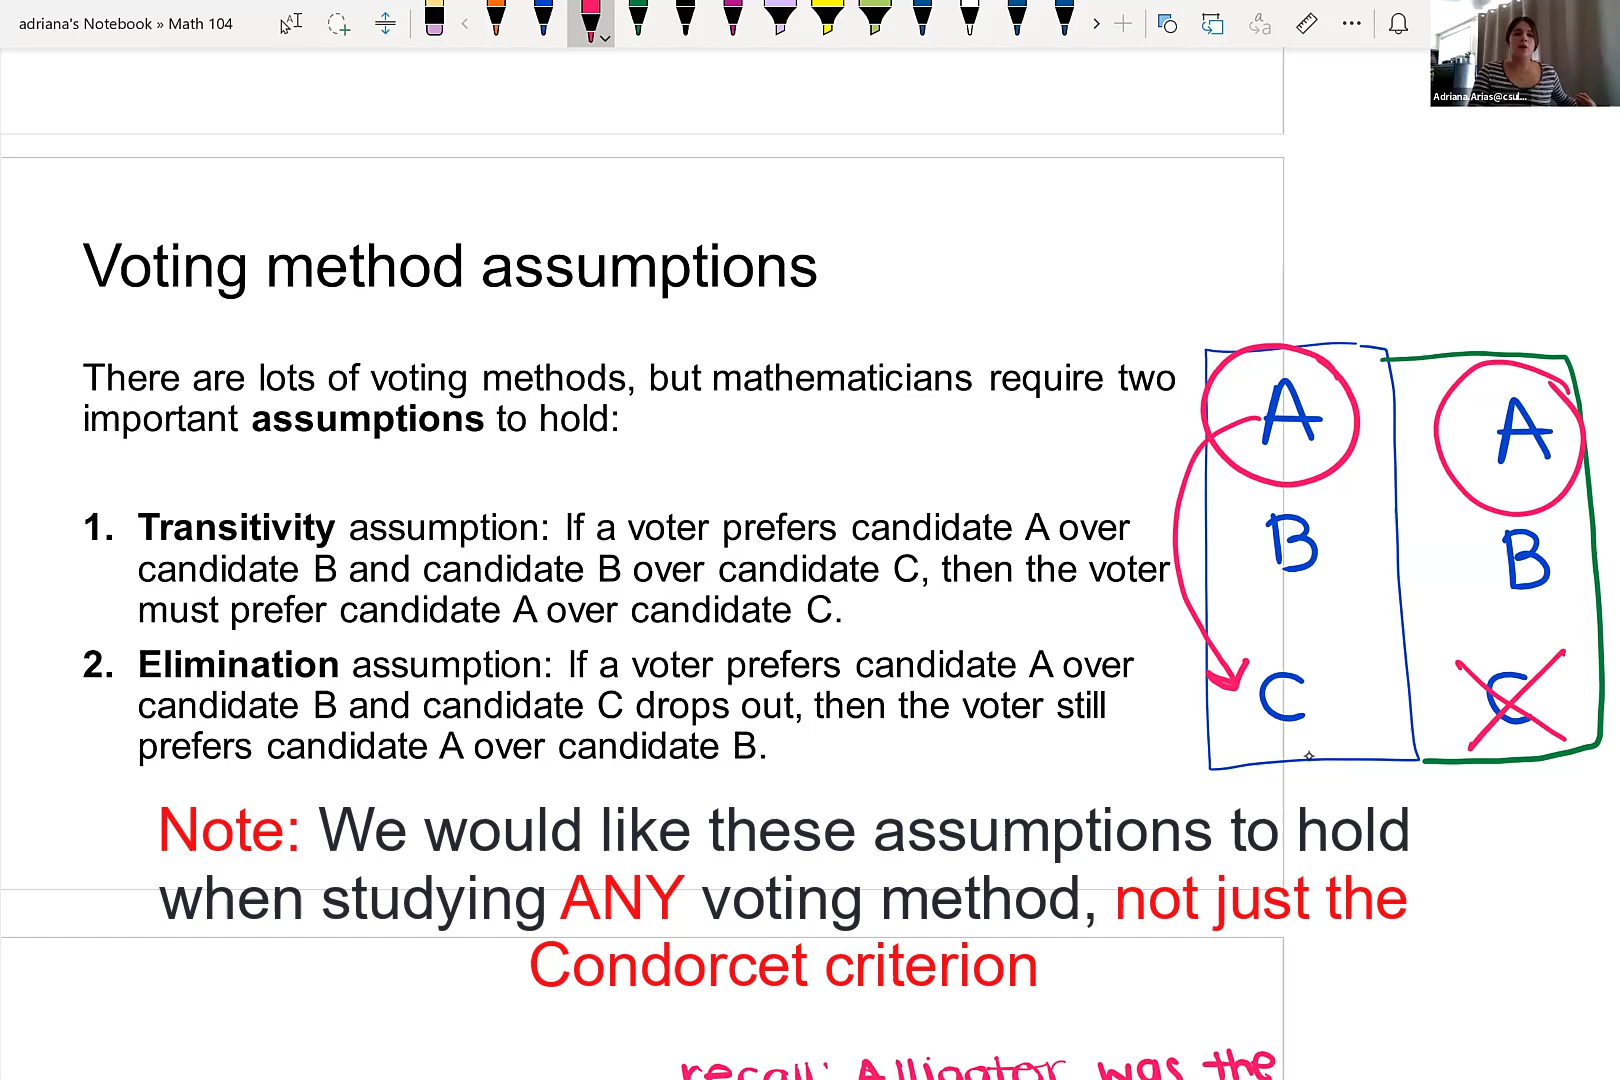 adriana's Notebook » Math 104
Adriana.Arias@csul...
Voting method assumptions
There are lots of voting methods, but mathematicians require two
important assumptions to hold:
1. Transitivity assumption: If a voter prefers candidate A over
candidate B and candidate B over candidate C, then the voter
must prefer candidate A over candidate C.
2. Elimination assumption: If a voter prefers candidate A over
candidate B and candidate C drops out, then the voter still
prefers candidate A over candidate B.
A
B
C
A
B
C
Note: We would like these assumptions to hold
when studying ANY voting method, not just the
Condorcet criterion
recall: Alligator was the